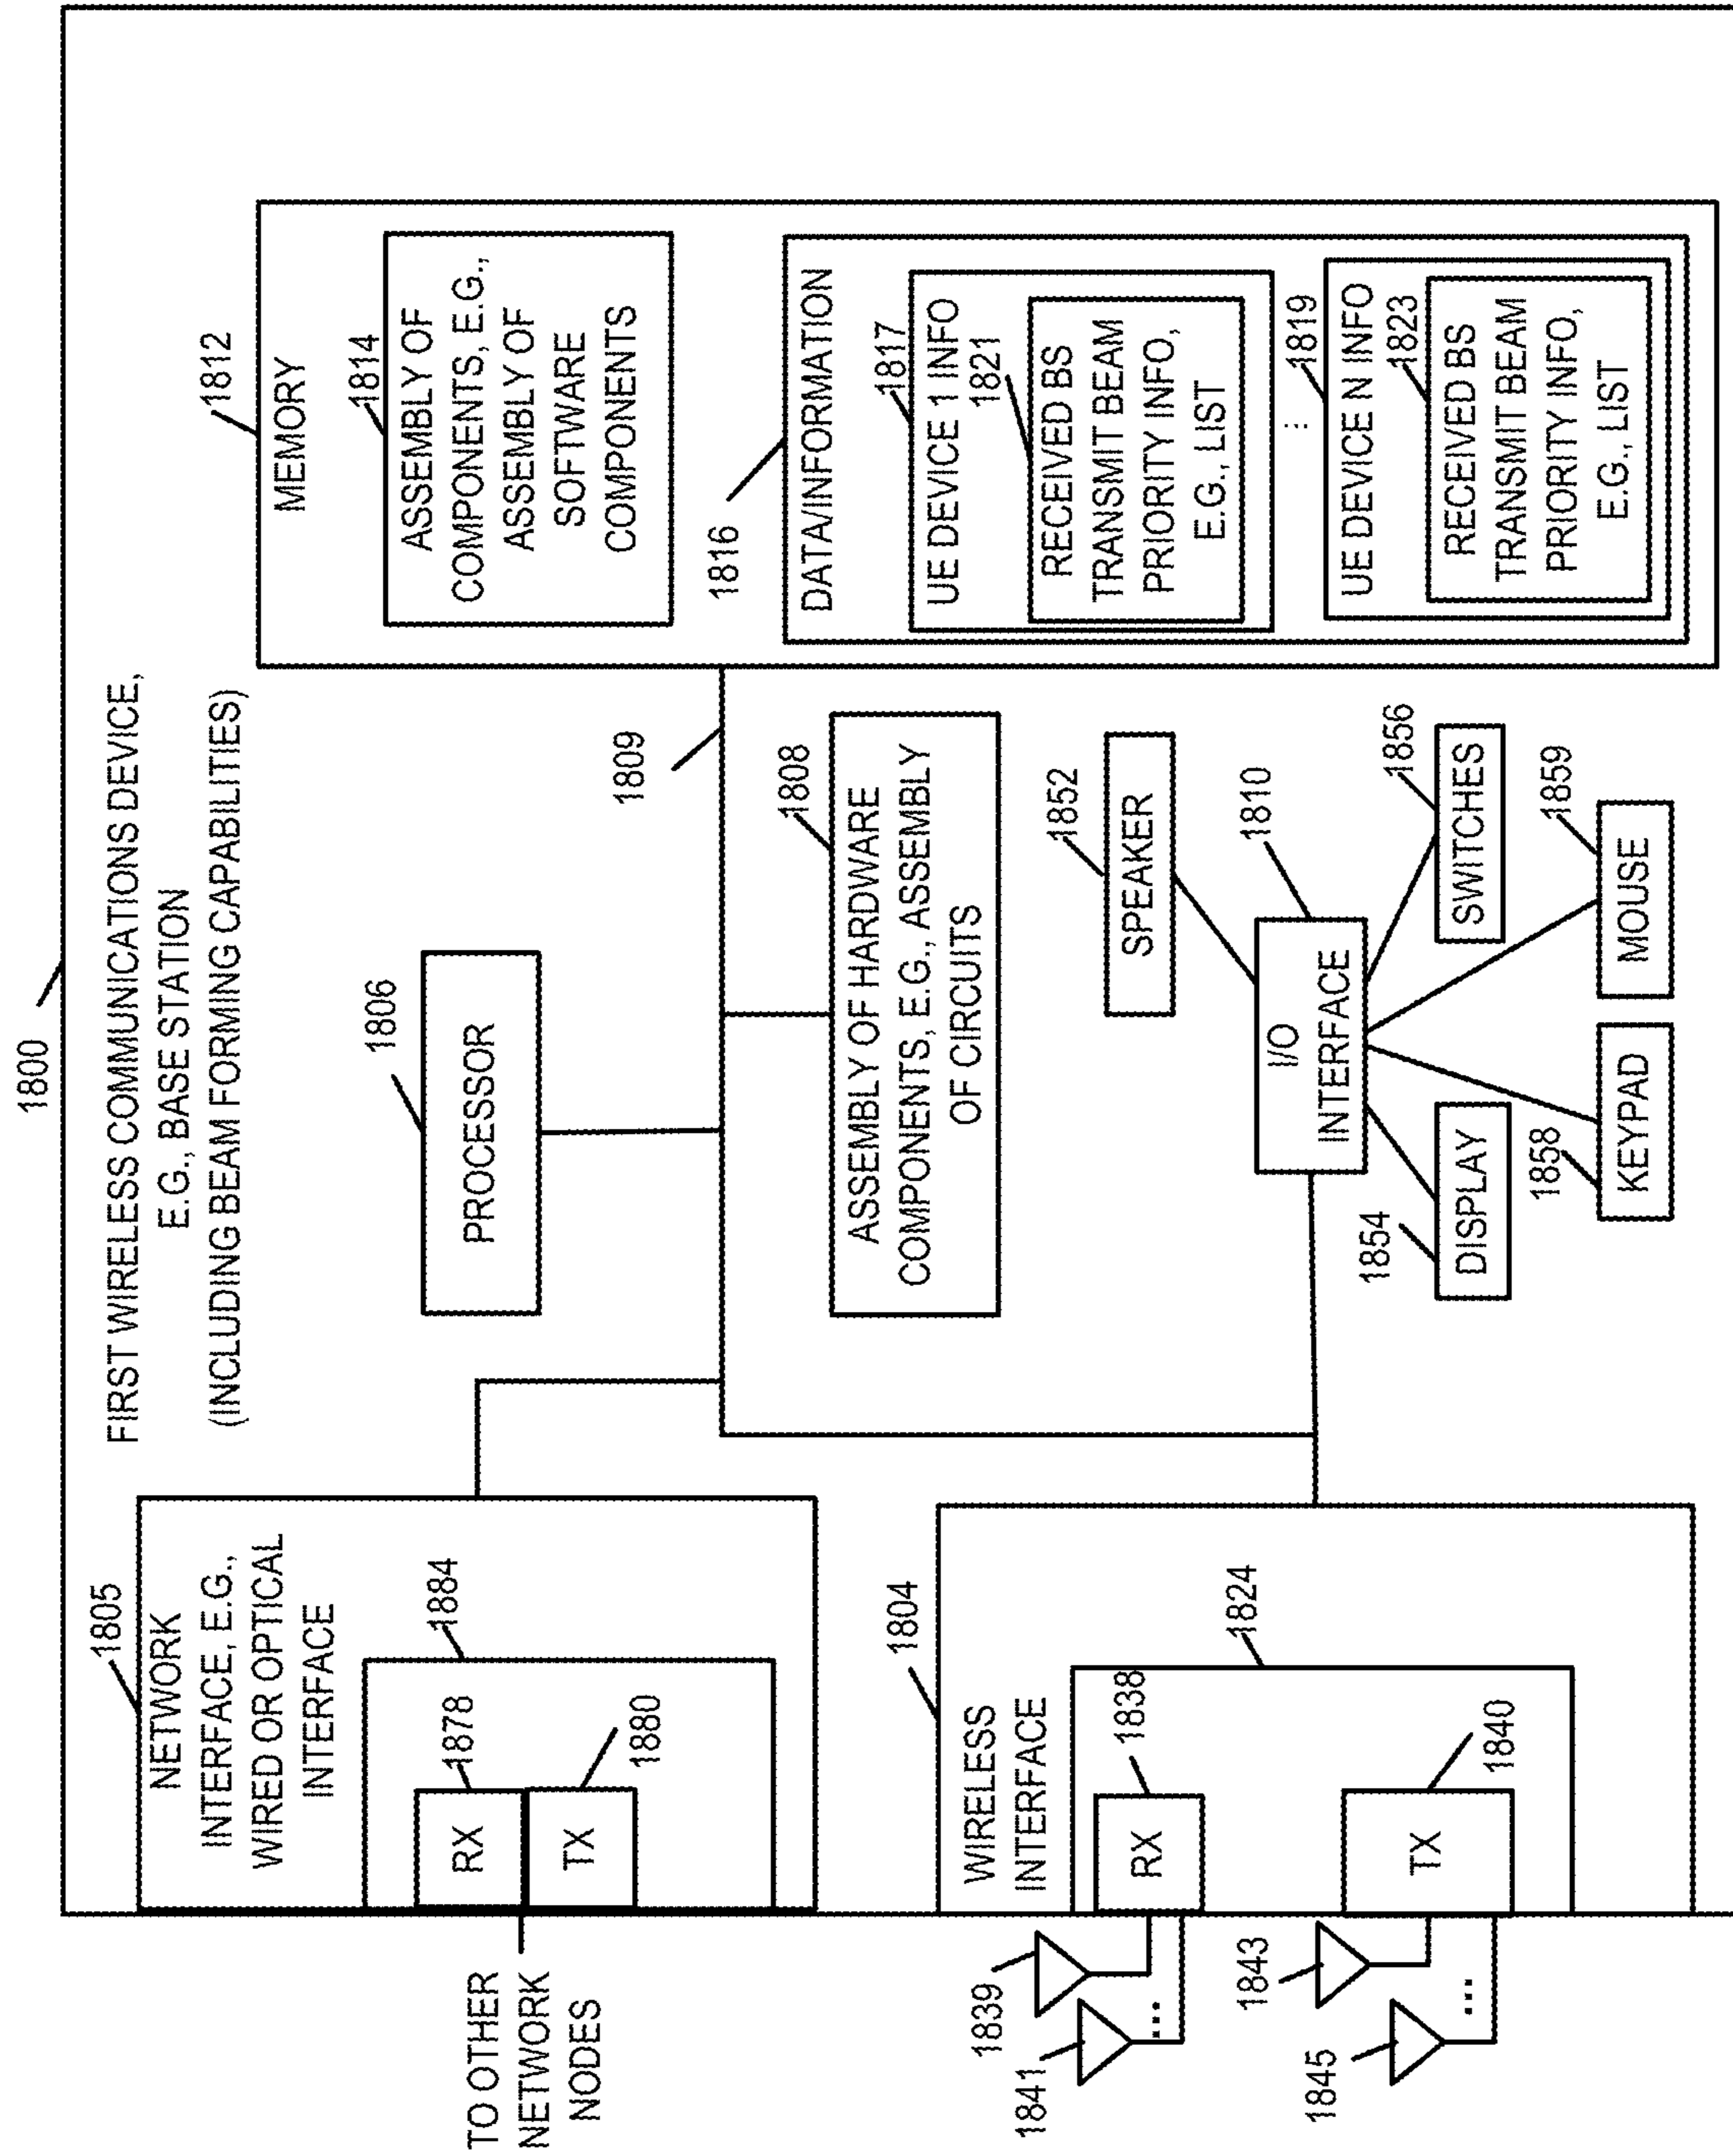 1800
FIRST WIRELESS COMMUNICATIONS DEVICE,
E.G., BASE STATION
(INCLUDING BEAM FORMING CAPABILITIES)
1805
NETWORK
INTERFACE, E.G.,
WIRED OR OPTICAL
INTERFACE
1884
1878
RX
TX
1880
TO OTHER
NETWORK
NODES
1804
WIRELESS
INTERFACE
1824
1838
RX
1840
TX
1839
1841
...
1843
1845
...
1806
PROCESSOR
1809
1808
ASSEMBLY OF HARDWARE
COMPONENTS, E.G., ASSEMBLY
OF CIRCUITS
1852
SPEAKER
1810
I/O
INTERFACE
1856
SWITCHES
1859
MOUSE
1854
DISPLAY
1858
KEYPAD
1812
MEMORY
1814
ASSEMBLY OF
COMPONENTS, E.G.,
ASSEMBLY OF
SOFTWARE
COMPONENTS
1816
DATA/INFORMATION
1817
UE DEVICE 1 INFO
1821
RECEIVED BS
TRANSMIT BEAM
PRIORITY INFO,
E.G., LIST
...
1819
UE DEVICE N INFO
1823
RECEIVED BS
TRANSMIT BEAM
PRIORITY INFO,
E.G., LIST